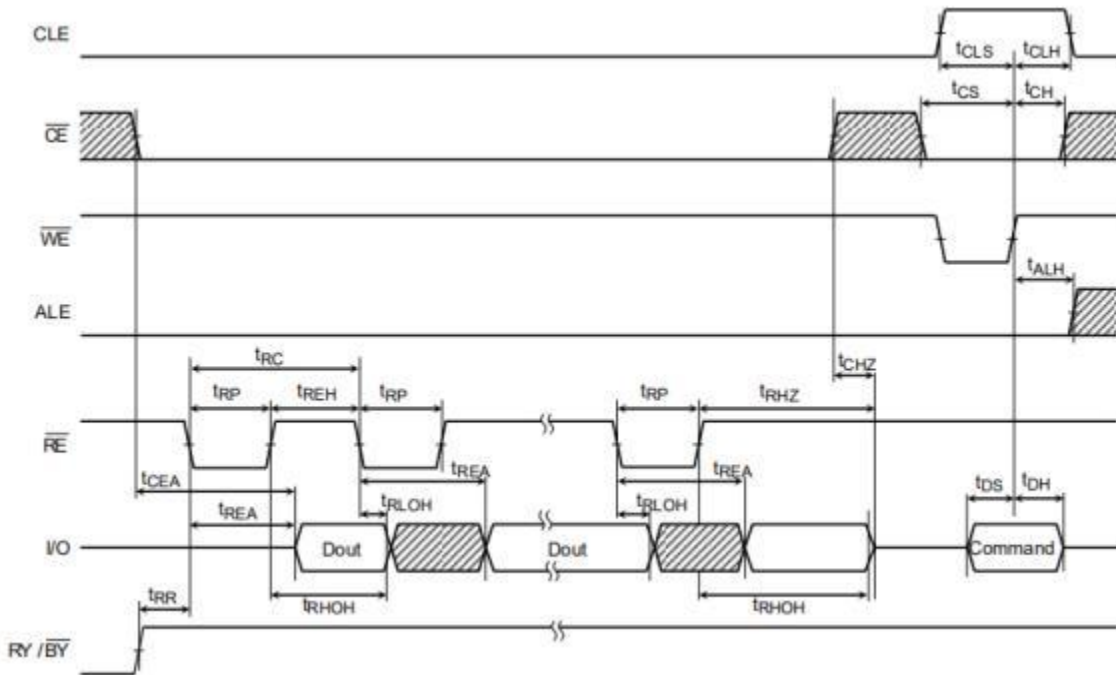 CLE
tCLS tCLH
tCS tCH
CE
WE
tALH
ALE
tRC
tCHZ
tRP tREH tRP tRP tRHZ
RE
tCEA tREA tREA
tREA tRLOH tRLOH tDS tDH
I/O Dout Dout Command
tRR tRHOH tRHOH
RY /BY